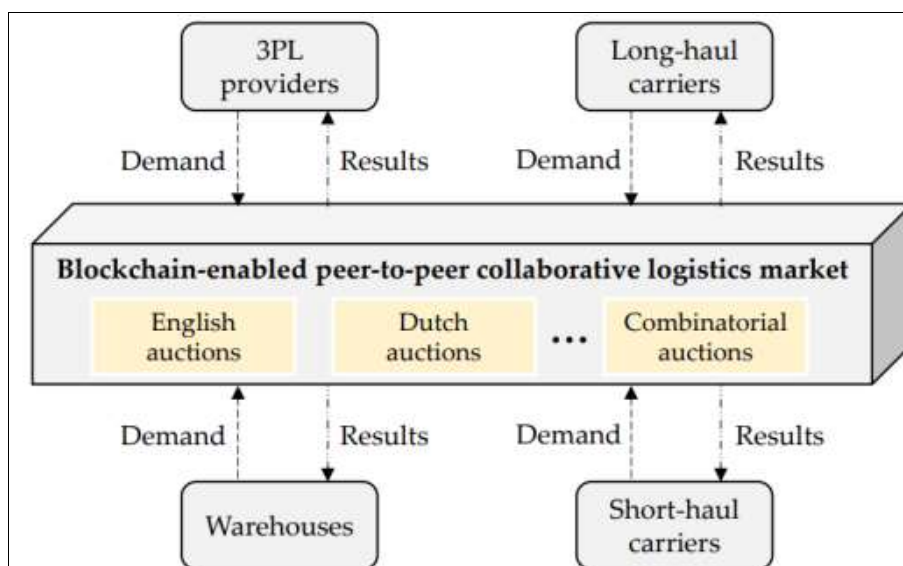 3PL
providers
Long-haul
carriers
Demand
Results
Demand
Results
Blockchain-enabled peer-to-peer collaborative logistics market
English
auctions
Dutch
auctions
...
Combinatorial
auctions
Demand
Results
Demand
Results
Warehouses
Short-haul
carriers